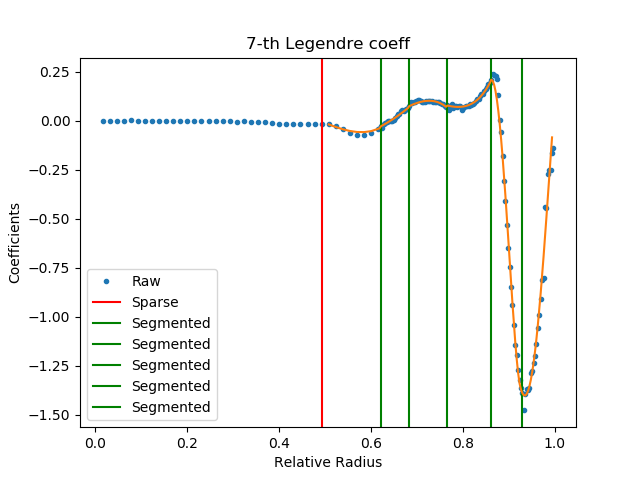 7-th Legendre coeff
0.25
0.00
−0.25
−0.50
−0.75
−1.00
−1.25
−1.50
Coefficients
Raw
Sparse
Segmented
Segmented
Segmented
Segmented
Segmented
0.0 0.2 0.4 0.6 0.8 1.0
Relative Radius